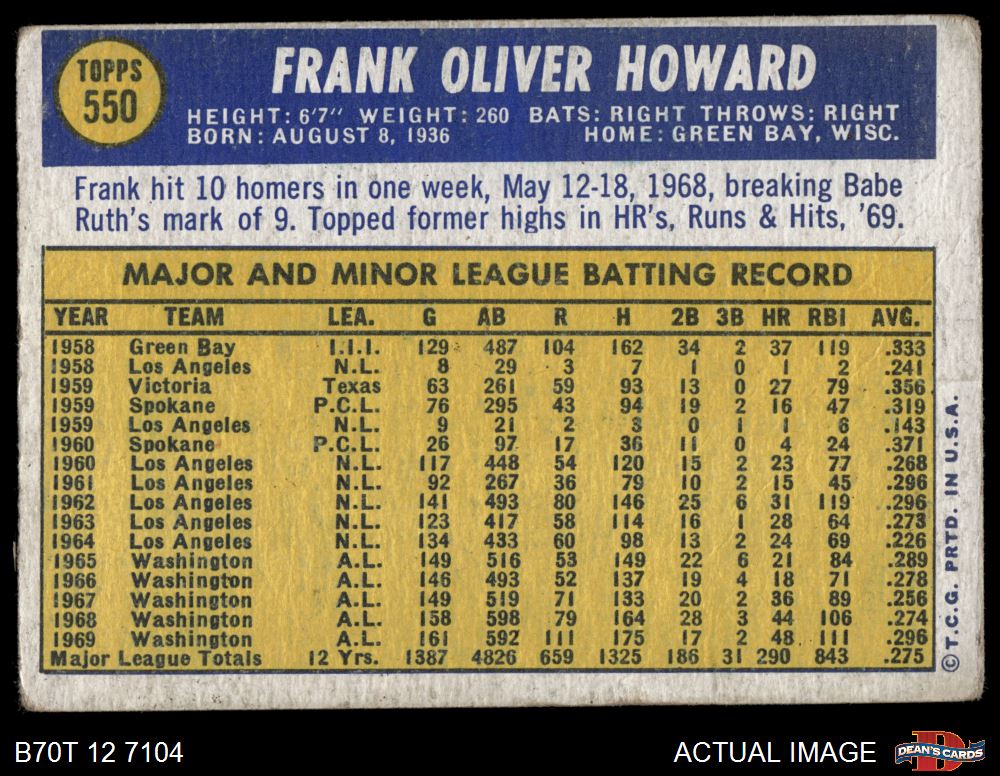 TOPPS
550
FRANK OLIVER HOWARD
HEIGHT: 6'7" WEIGHT: 260 BATS: RIGHT THROWS: RIGHT
BORN: AUGUST 8, 1936 HOME: GREEN BAY, WISC.
Frank hit 10 homers in one week, May 12-18, 1968, breaking Babe
Ruth's mark of 9. Topped former highs in HR's, Runs & Hits, '69.
MAJOR AND MINOR LEAGUE BATTING RECORD
YEAR TEAM LEA. G AB R H 2B 3B HR RBI AVG.
1958 Green Bay I.I.I. 129 487 104 162 34 2 37 119 .333
1958 Los Angeles N.L. 8 29 3 7 1 0 1 2 .241
1959 Victoria Texas 63 261 59 93 13 0 27 79 .356
1959 Spokane P.C.L. 76 295 43 94 19 2 16 47 .319
1959 Los Angeles N.L. 9 21 2 3 0 1 1 6 .143
1960 Spokane P.C.L. 26 97 17 36 11 0 4 24 .371
1960 Los Angeles N.L. 117 448 54 120 15 2 23 77 .268
1961 Los Angeles N.L. 92 267 36 79 10 2 15 45 .296
1962 Los Angeles N.L. 141 493 80 146 25 6 31 119 .296
1963 Los Angeles N.L. 123 417 58 114 16 1 28 64 .273
1964 Los Angeles N.L. 134 433 60 98 13 2 24 69 .226
1965 Washington A.L. 149 516 53 149 22 6 21 84 .289
1966 Washington A.L. 146 493 52 137 19 4 18 71 .278
1967 Washington A.L. 149 519 71 133 20 2 36 89 .256
1968 Washington A.L. 158 598 79 164 28 3 44 106 .274
1969 Washington A.L. 161 592 111 175 17 2 48 111 .296
Major League Totals 12 Yrs. 1387 4826 659 1325 186 31 290 843 .275
© T.C.G. PRTD. IN U.S.A.
B70T 12 7104
ACTUAL IMAGE
DEAN'S CARDS